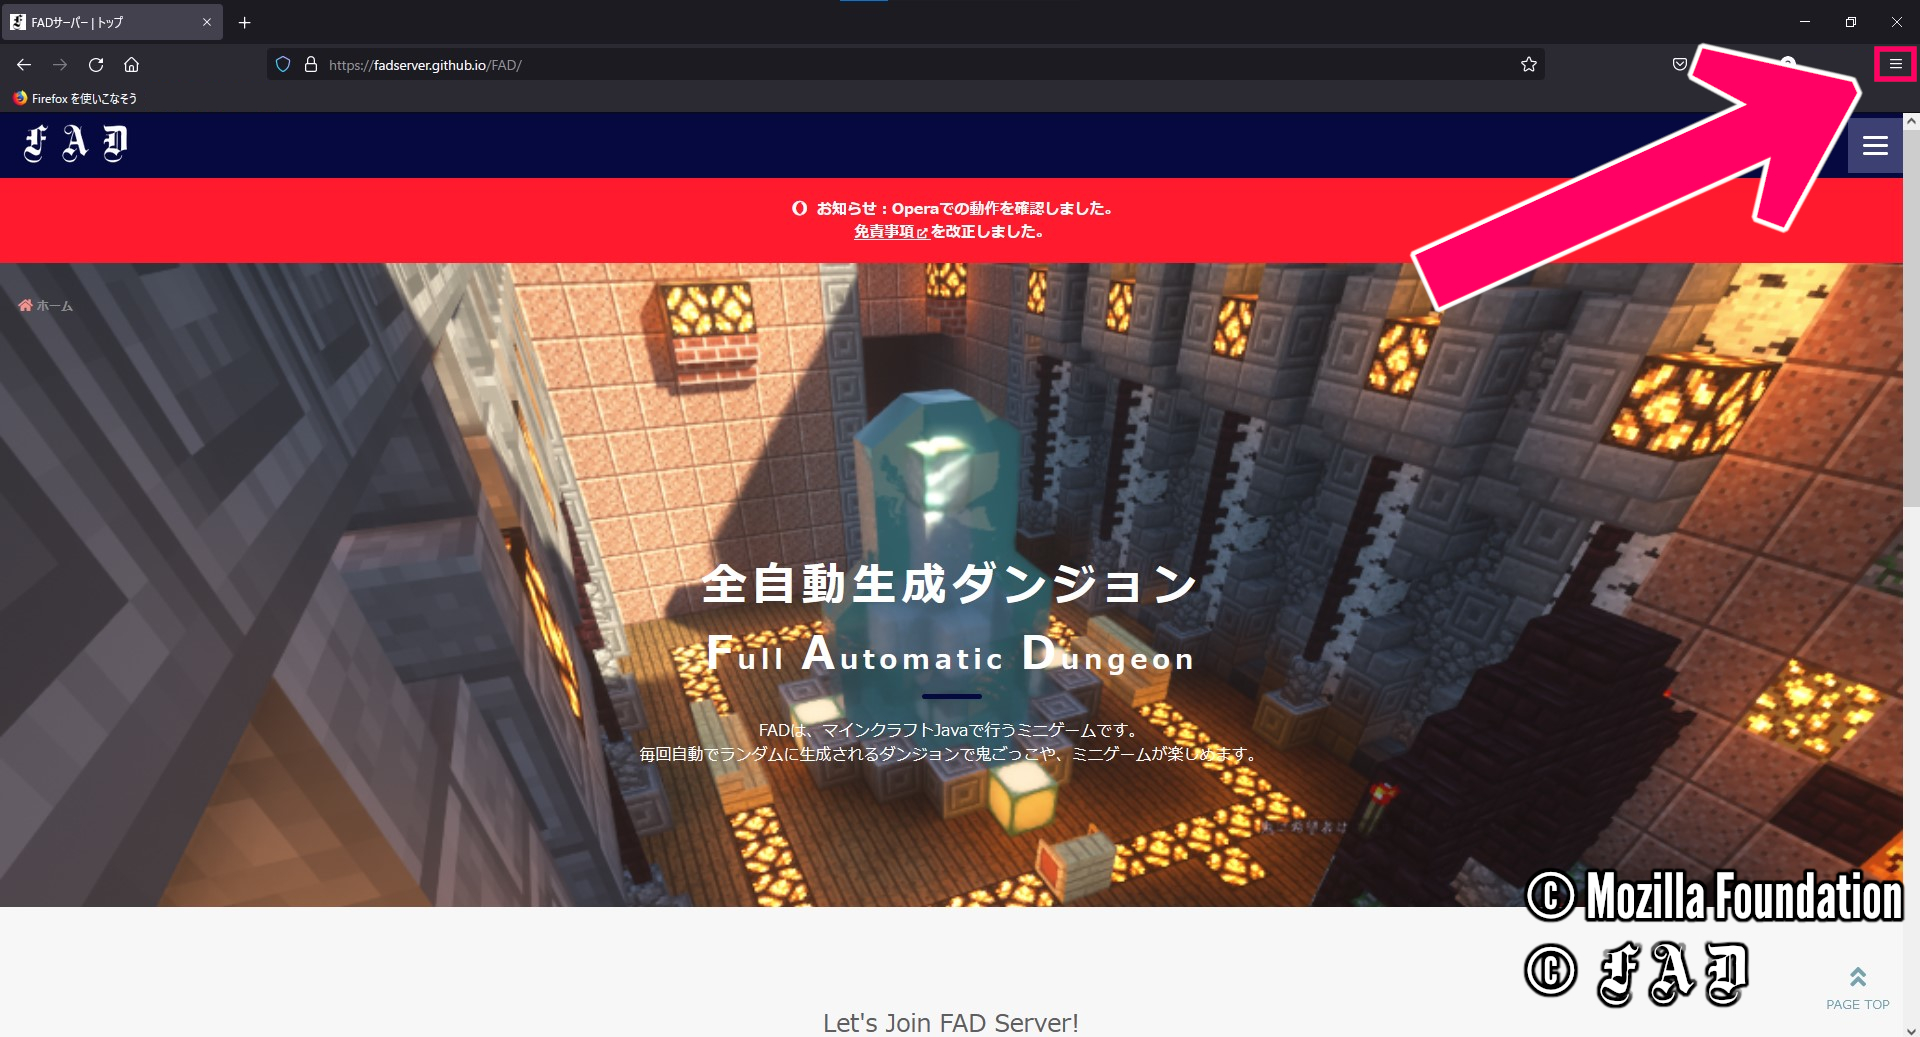 FADサーバー | トップ
https://fadserver.github.io/FAD/
Firefox を使いこなそう
FAD
お知らせ：Operaでの動作を確認しました。
免責事項を改正しました。
ホーム
全自動生成ダンジョン
Full Automatic Dungeon
FADは、マインクラフトJavaで行うミニゲームです。
毎回自動でランダムに生成されるダンジョンで鬼ごっこや、ミニゲームが楽しめます。
© Mozilla Foundation
© FAD
PAGE TOP
Let's Join FAD Server!